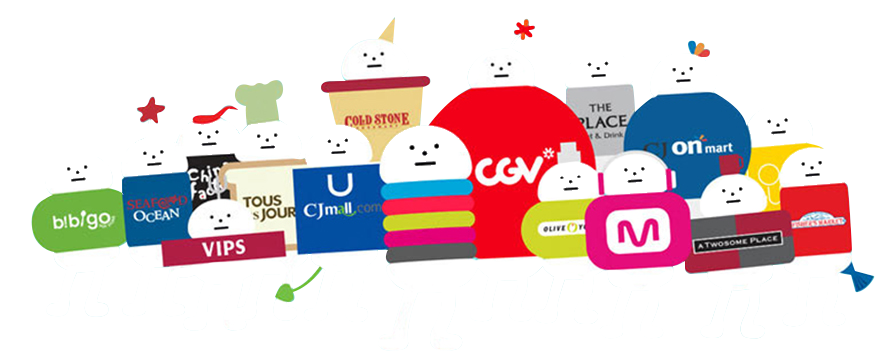 bibigo
SEAFOOD
OCEAN
VIPS
TOUS
JOUR
CJmall.com
COLD STONE
CGV
THE
PLACE
& Drink
CJ on mart
OLIVE
M
A TWOSOME PLACE